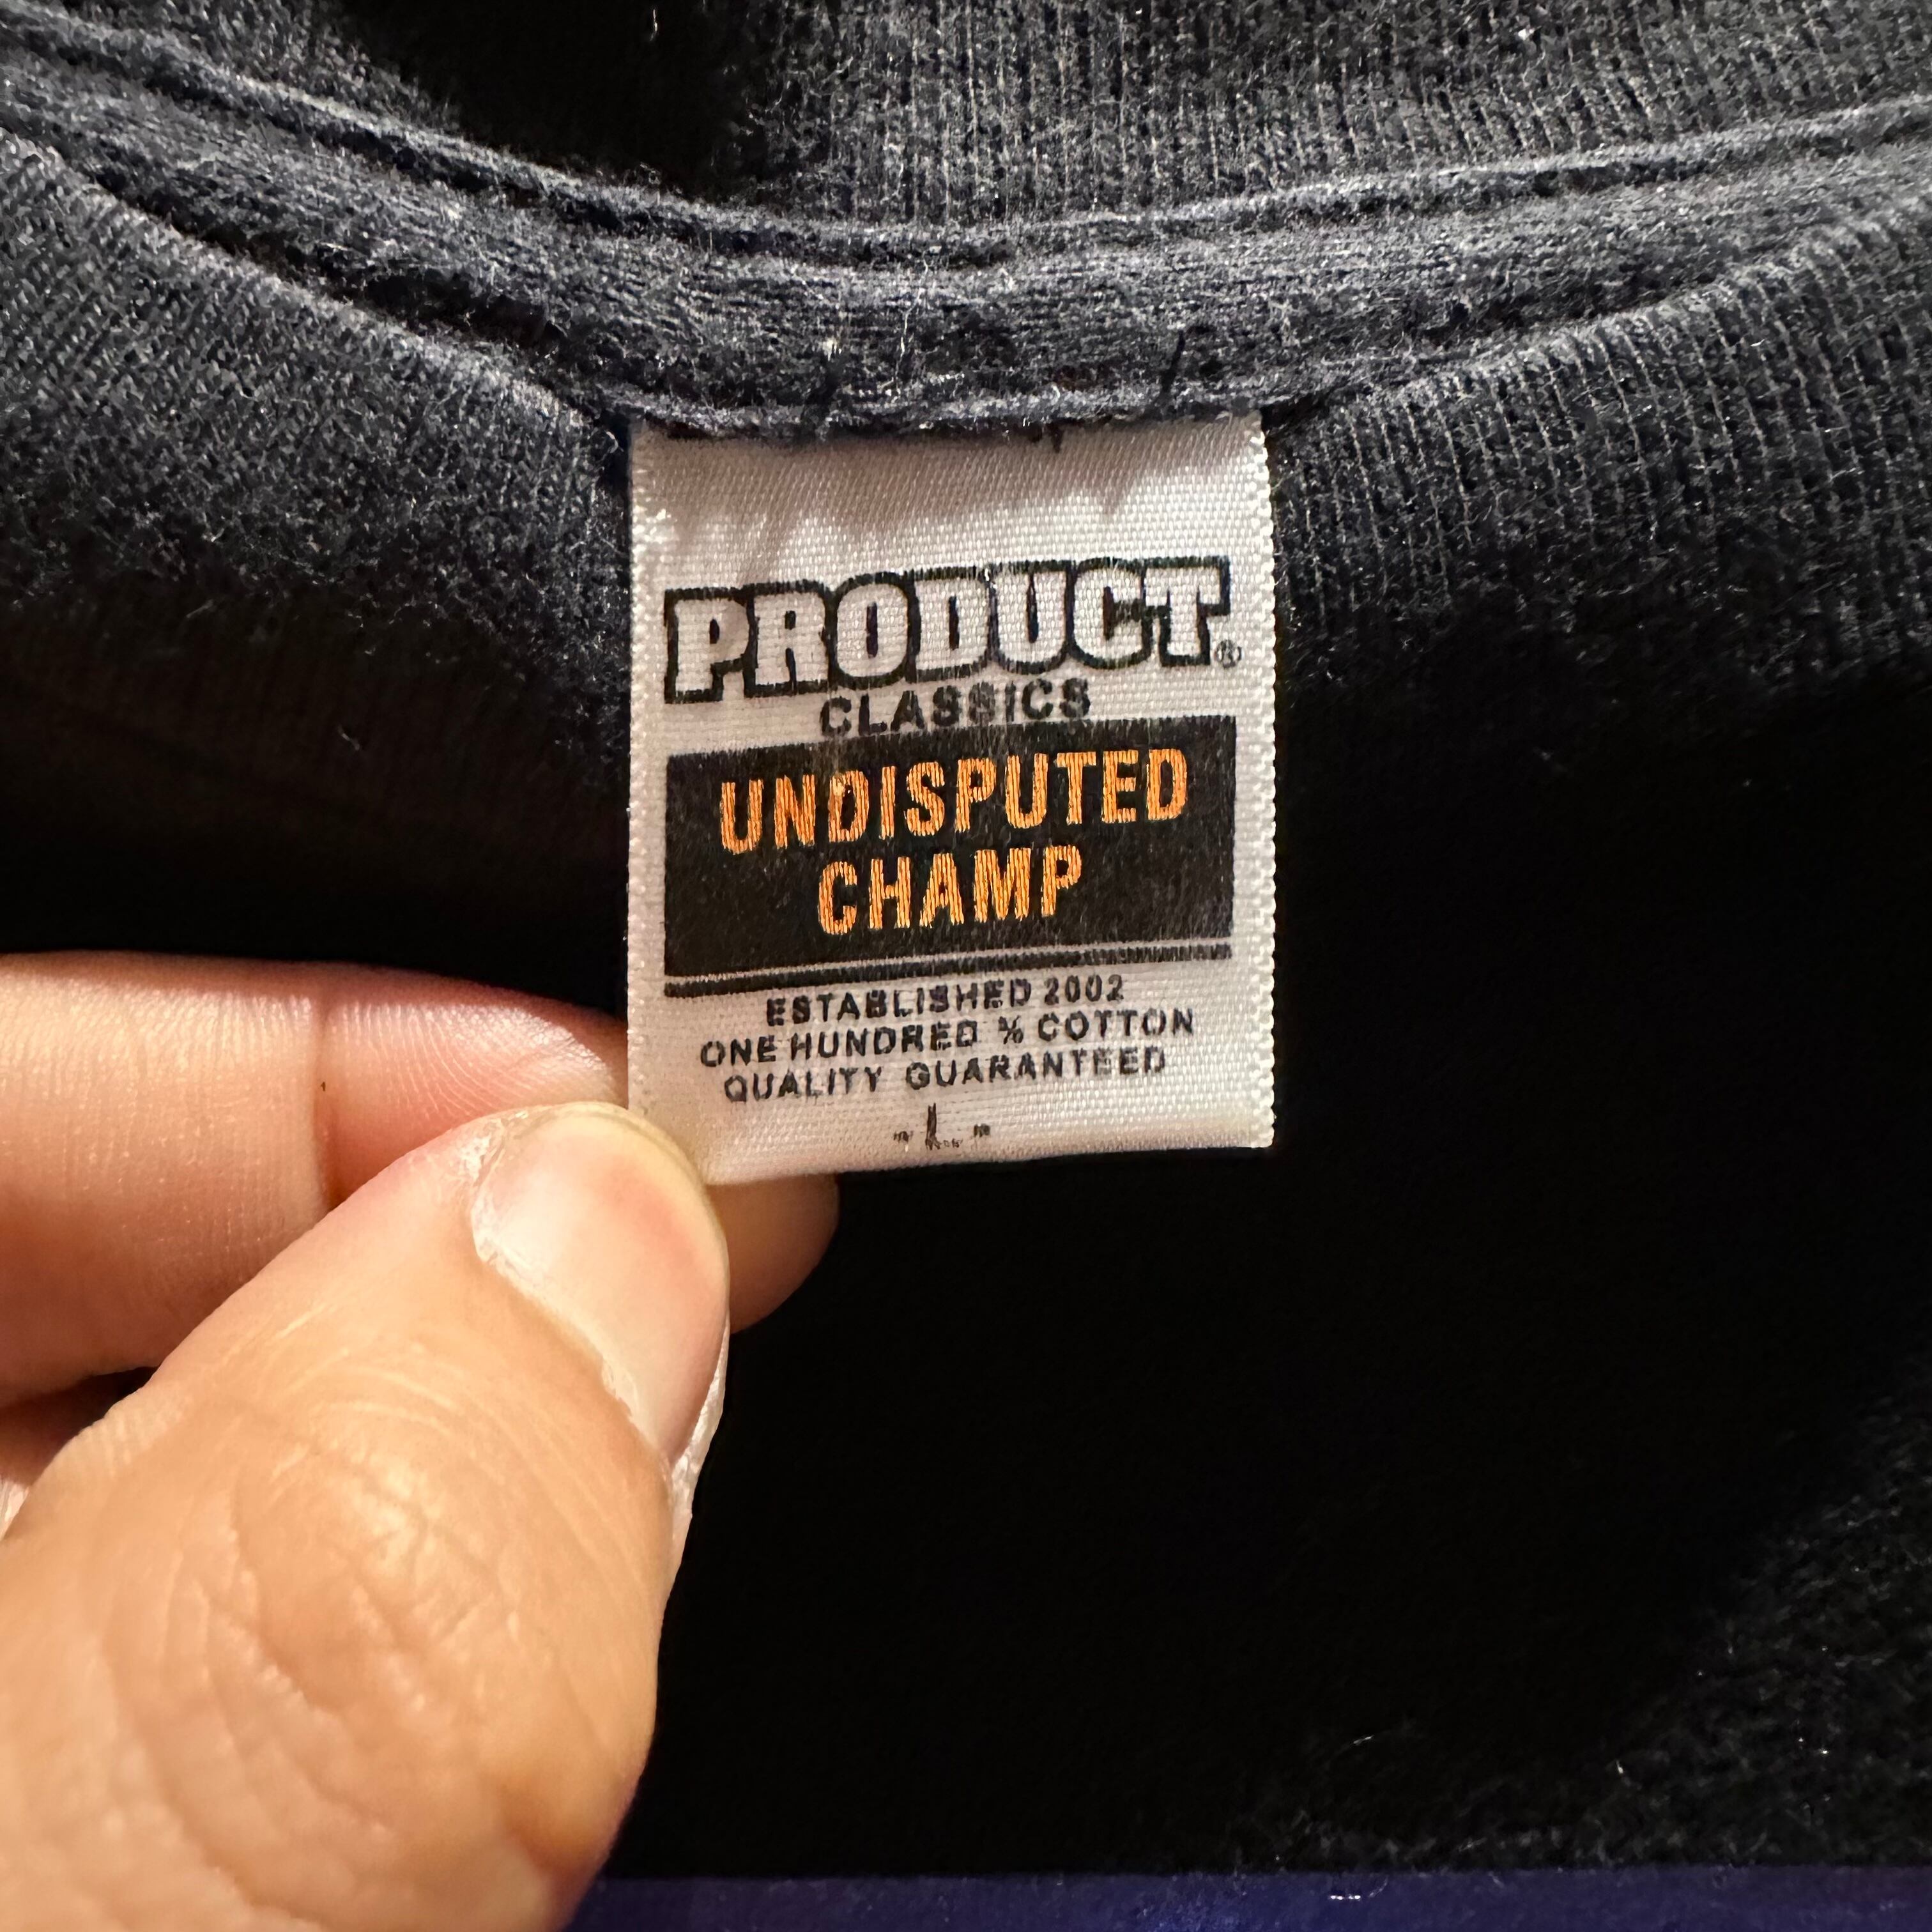 PRODUCT®
CLASSICS
UNDISPUTED
CHAMP
ESTABLISHED 2002
ONE HUNDRED % COTTON
QUALITY GUARANTEED
-L-